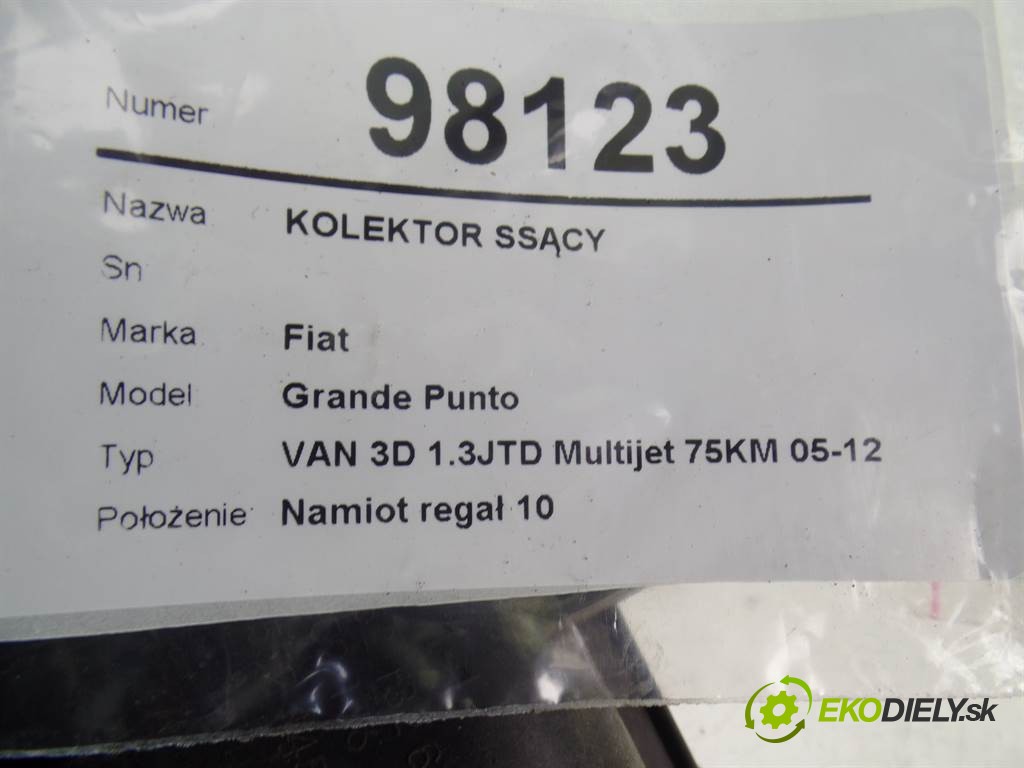 Numer 98123
Nazwa KOLEKTOR SSĄCY
Sn
Marka Fiat
Model Grande Punto
Typ VAN 3D 1.3JTD Multijet 75KM 05-12
Położenie Namiot regał 10
EKODIELY.sk